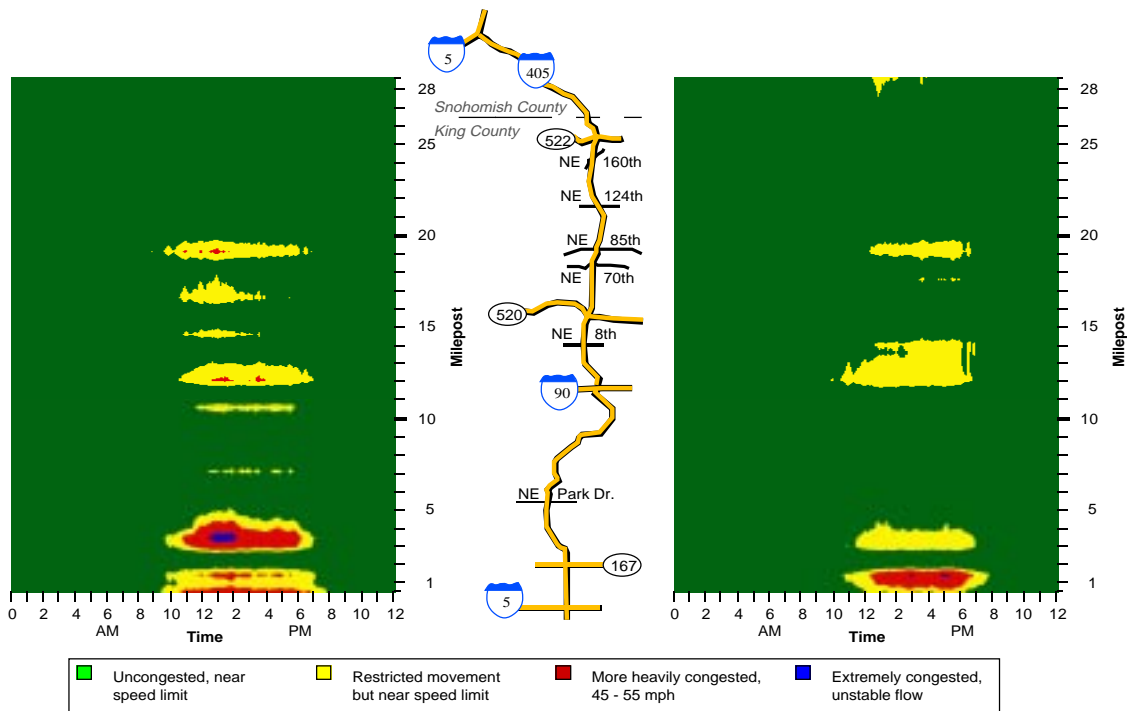 5
405
Snohomish County
King County
522
NE 160th
NE 124th
NE 85th
NE 70th
520
NE 8th
90
NE Park Dr.
167
5
28
25
20
15
10
5
1
Milepost
0 2 4 6 8 10 12 2 4 6 8 10 12
AM PM
Time
28
25
20
15
10
5
1
Milepost
0 2 4 6 8 10 12 2 4 6 8 10 12
AM PM
Time
Uncongested, near
speed limit
Restricted movement
but near speed limit
More heavily congested,
45 - 55 mph
Extremely congested,
unstable flow